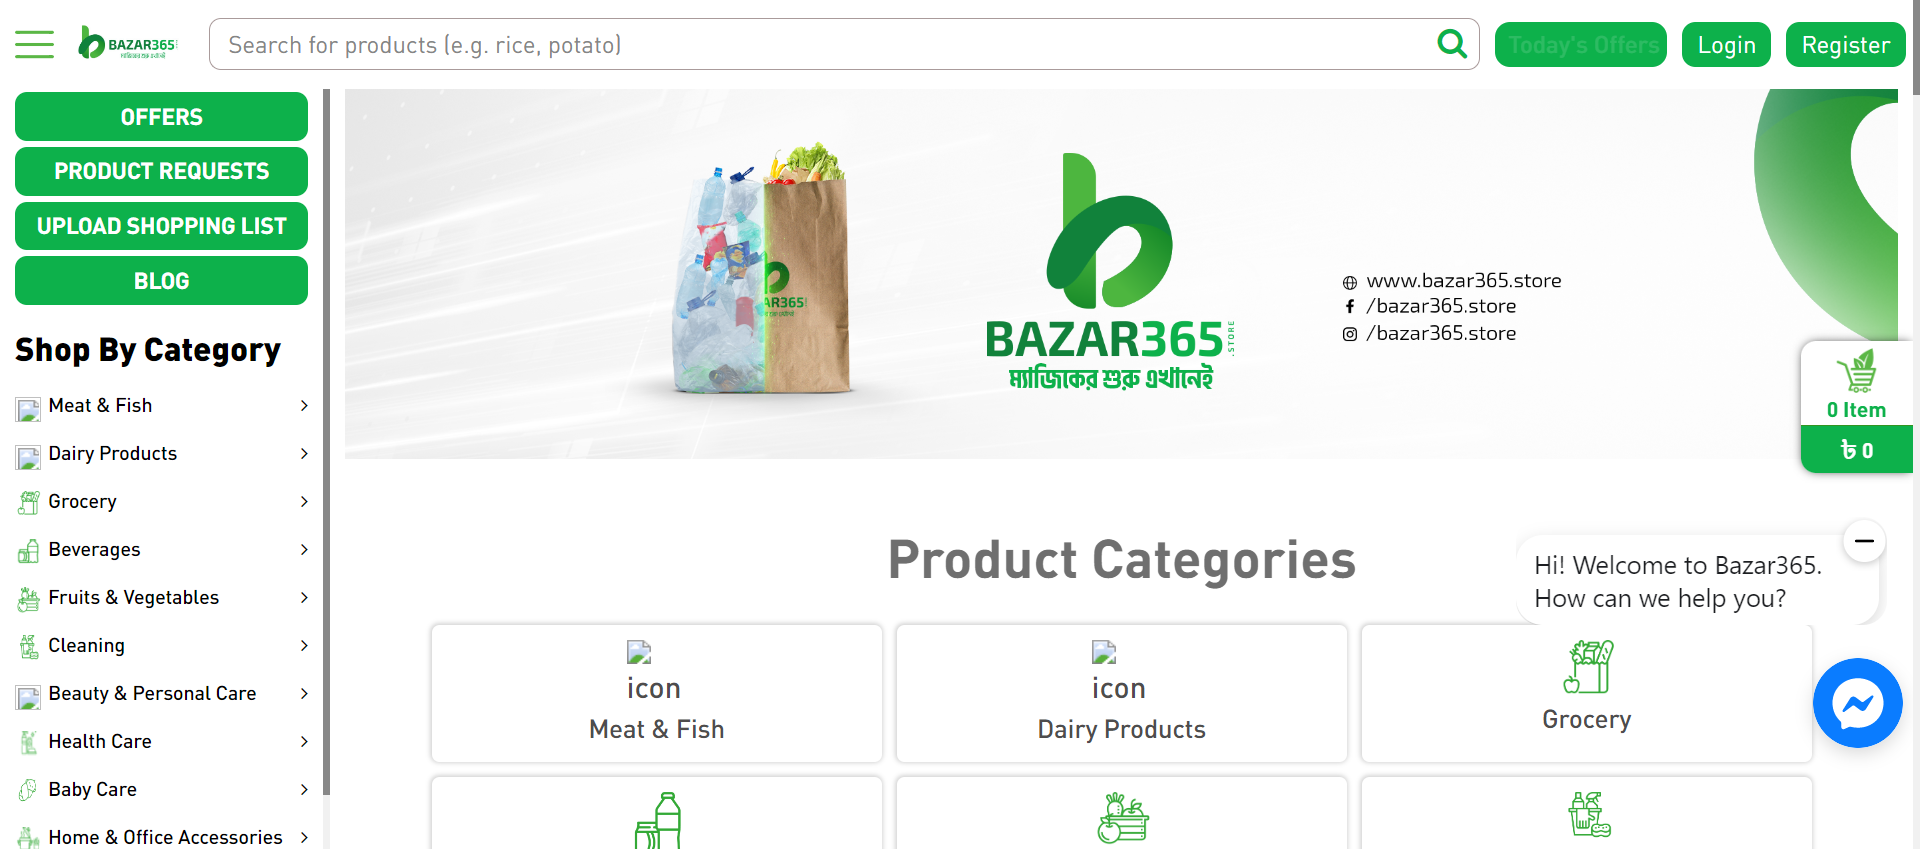 BAZAR365
ম্যাজিকের শুরু এখানেই
Search for products (e.g. rice, potato)
Today's Offers
Login
Register
OFFERS
PRODUCT REQUESTS
UPLOAD SHOPPING LIST
BLOG
Shop By Category
Meat & Fish
Dairy Products
Grocery
Beverages
Fruits & Vegetables
Cleaning
Beauty & Personal Care
Health Care
Baby Care
Home & Office Accessories
AR365
BAZAR365 .STORE
ম্যাজিকের শুরু এখানেই
www.bazar365.store
/bazar365.store
/bazar365.store
0 Item
৳ 0
Product Categories
Hi! Welcome to Bazar365.
How can we help you?
icon
Meat & Fish
icon
Dairy Products
Grocery